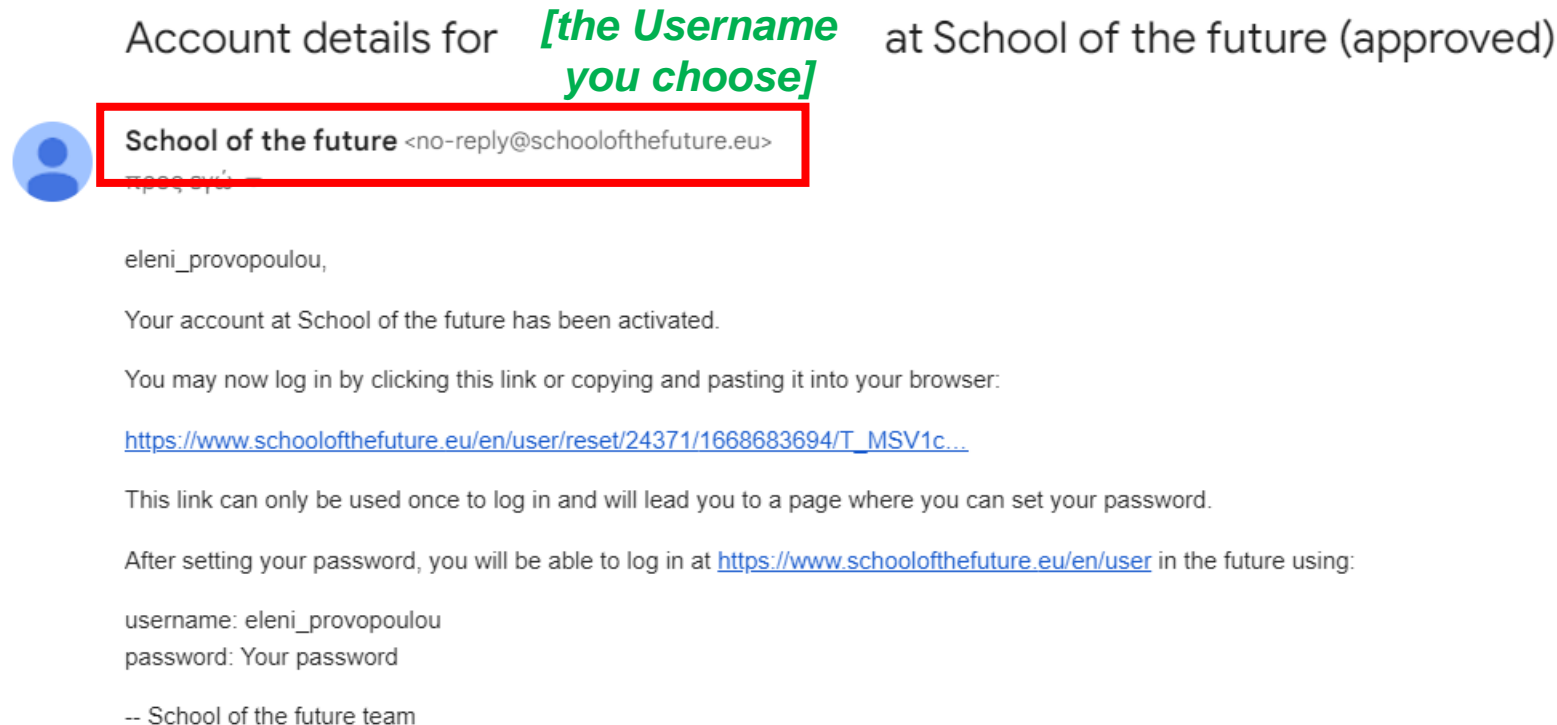 Account details for [the Username you choose] at School of the future (approved)
School of the future <no-reply@schoolofthefuture.eu>
προς εγώ
eleni_provopoulou,
Your account at School of the future has been activated.
You may now log in by clicking this link or copying and pasting it into your browser:
https://www.schoolofthefuture.eu/en/user/reset/24371/1668683694/T_MSV1c...
This link can only be used once to log in and will lead you to a page where you can set your password.
After setting your password, you will be able to log in at https://www.schoolofthefuture.eu/en/user in the future using:
username: eleni_provopoulou
password: Your password
-- School of the future team